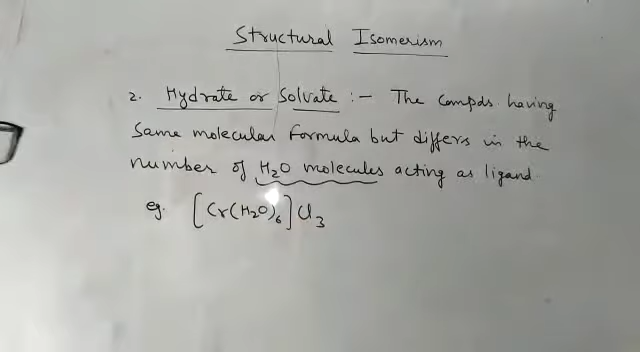 Structural Isomerism
2. Hydrate or Solvate :- The Compds. having
Same molecular Formula but differs in the
number of H₂O molecules acting as ligand.
eg. [Cr(H₂O)₆]Cl₃